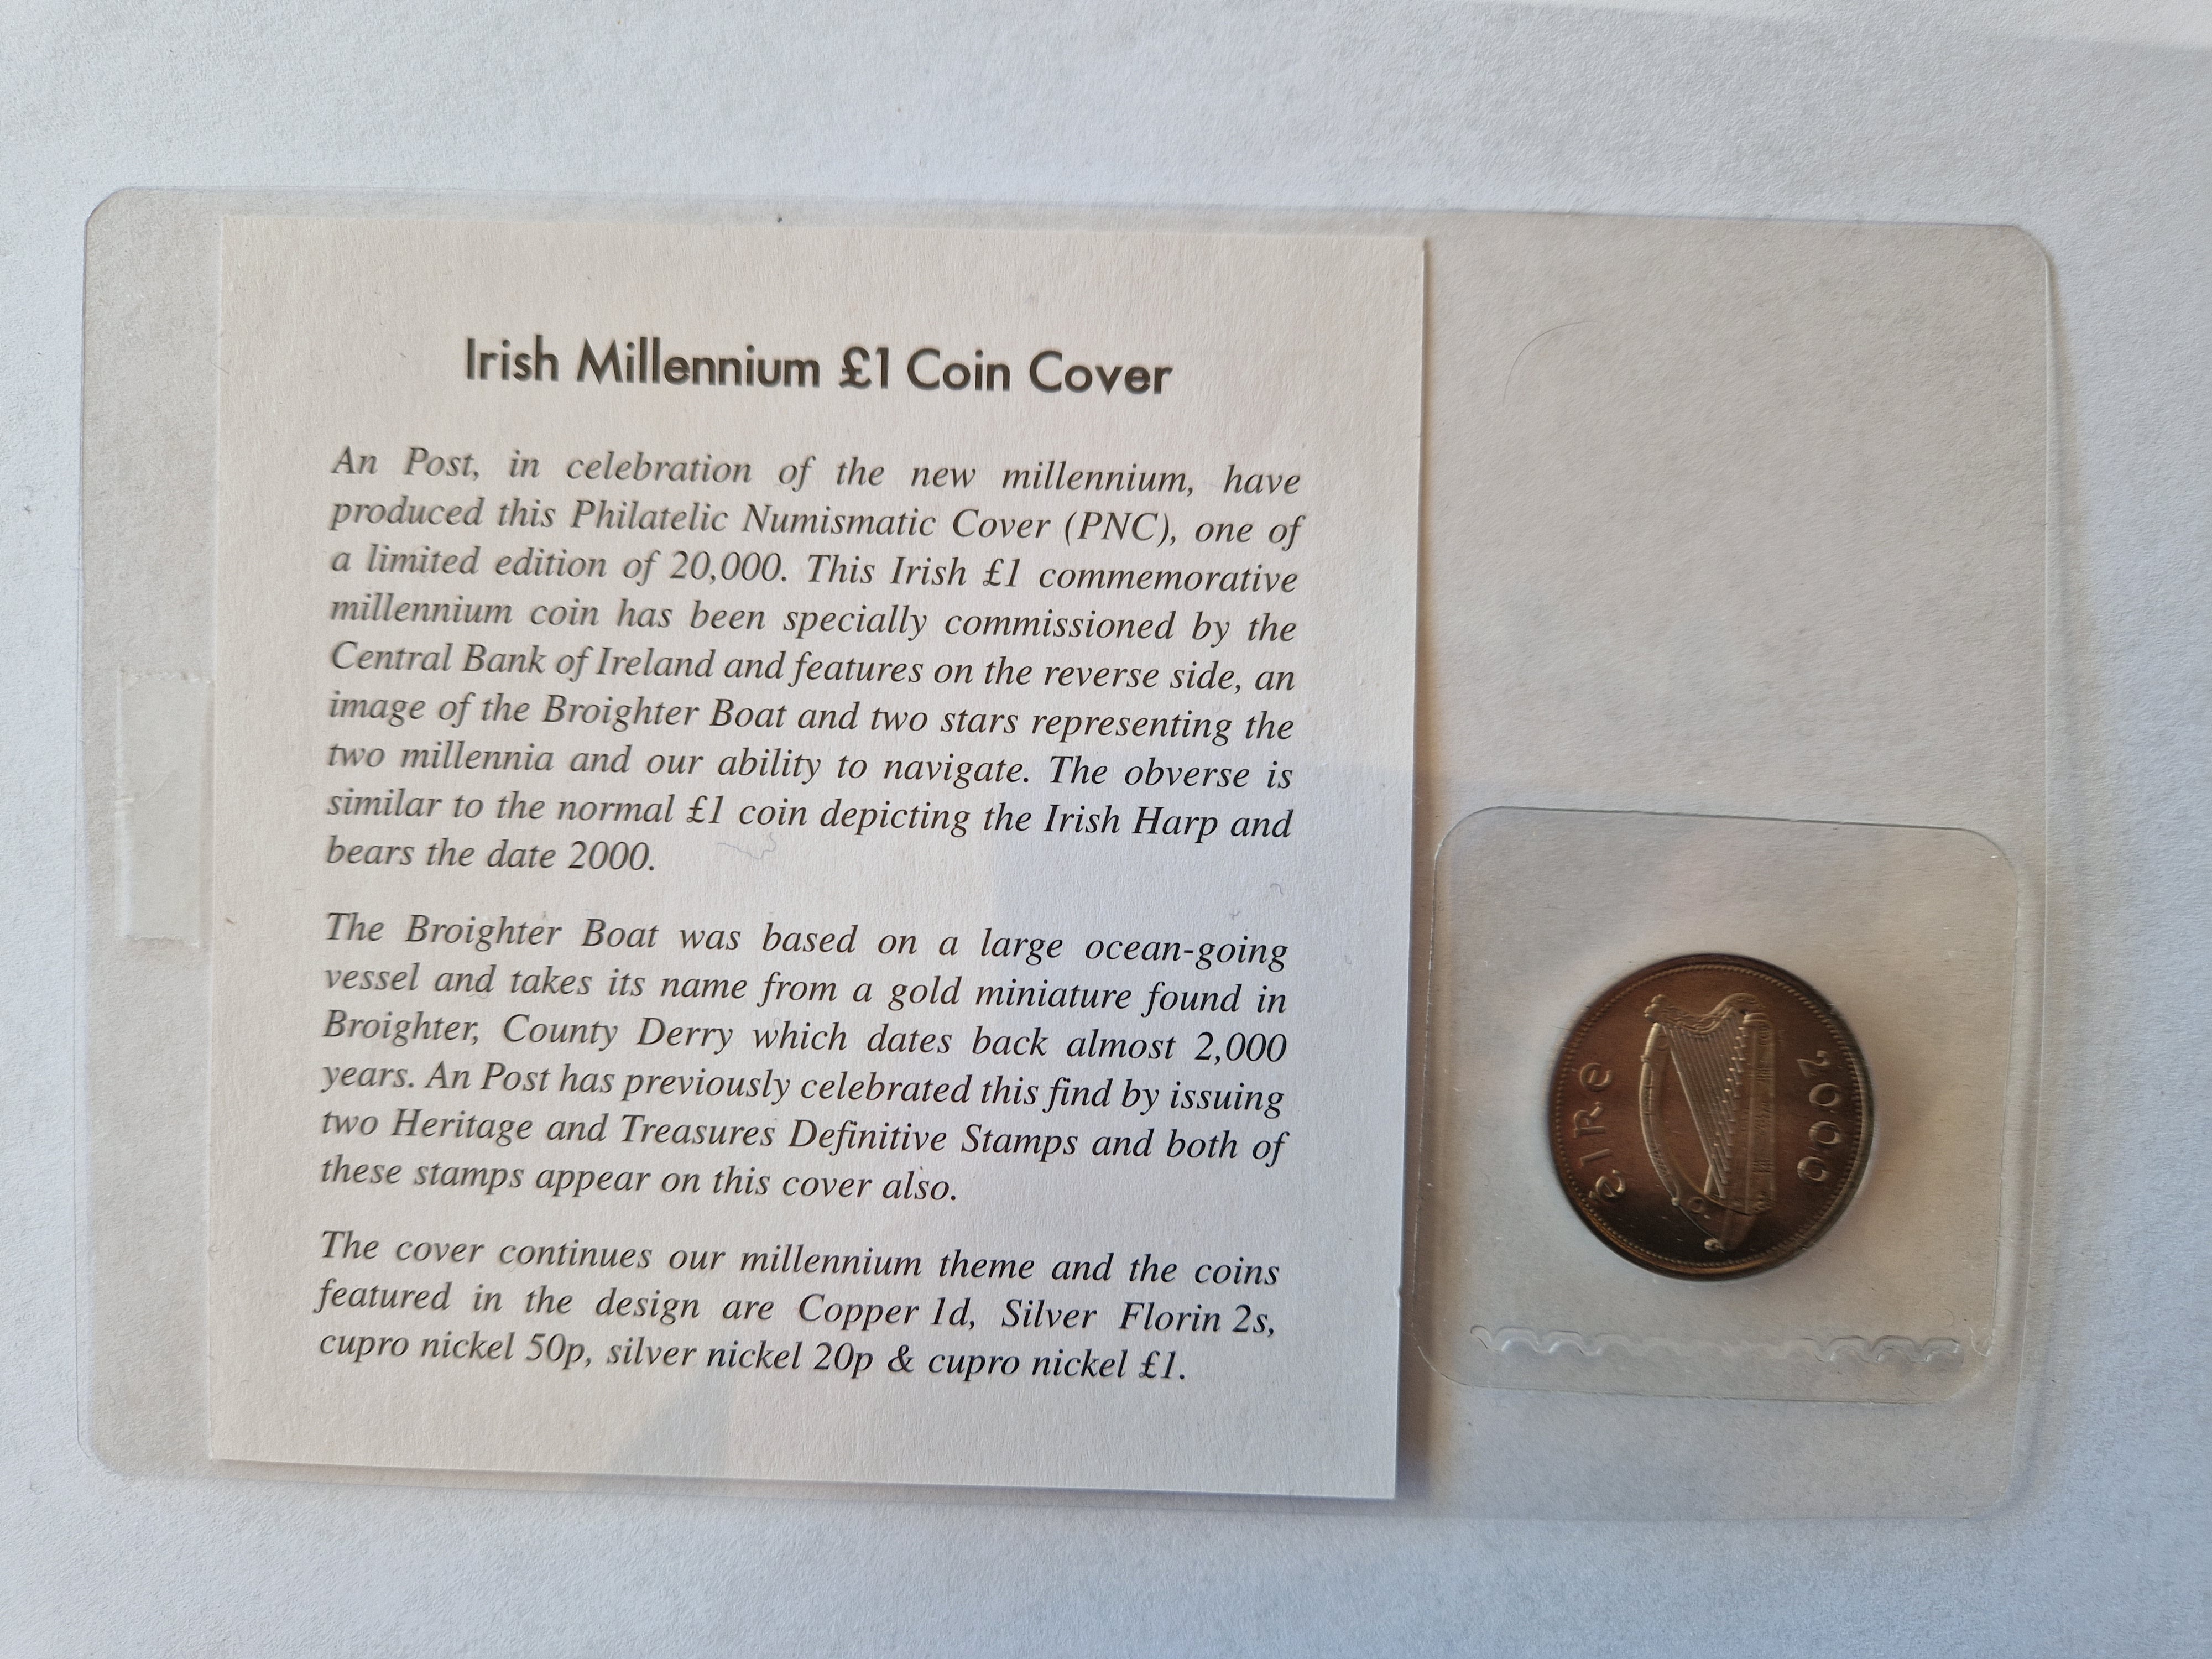 Irish Millennium £1 Coin Cover
An Post, in celebration of the new millennium, have
produced this Philatelic Numismatic Cover (PNC), one of
a limited edition of 20,000. This Irish £1 commemorative
millennium coin has been specially commissioned by the
Central Bank of Ireland and features on the reverse side, an
image of the Broighter Boat and two stars representing the
two millennia and our ability to navigate. The obverse is
similar to the normal £1 coin depicting the Irish Harp and
bears the date 2000.
The Broighter Boat was based on a large ocean-going
vessel and takes its name from a gold miniature found in
Broighter, County Derry which dates back almost 2,000
years. An Post has previously celebrated this find by issuing
two Heritage and Treasures Definitive Stamps and both of
these stamps appear on this cover also.
The cover continues our millennium theme and the coins
featured in the design are Copper 1d, Silver Florin 2s,
cupro nickel 50p, silver nickel 20p & cupro nickel £1.
éIRe
2000